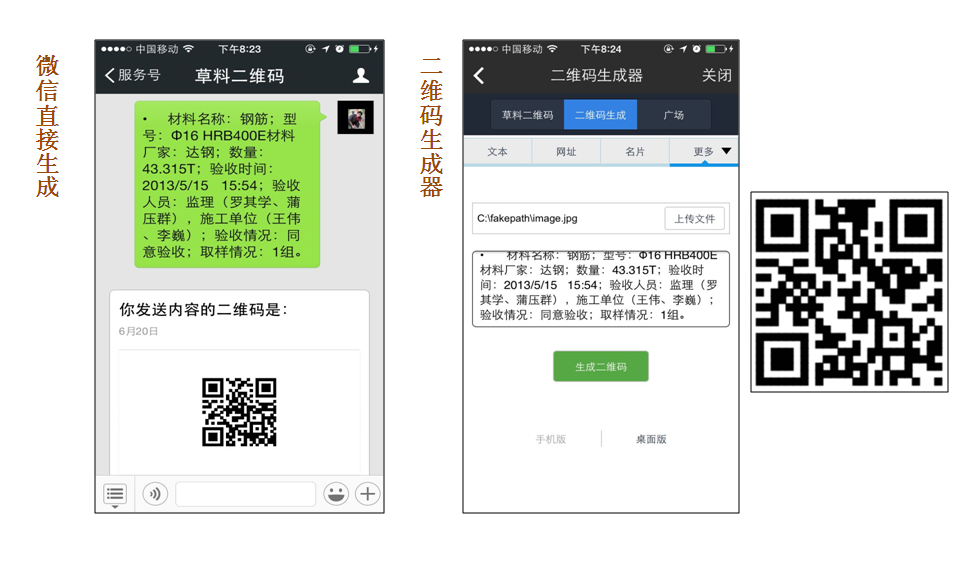 微信直接生成
中国移动 下午8:23
服务号 草料二维码
• 材料名称：钢筋；型
号：Φ16 HRB400E材料
厂家：达钢；数量：
43.315T；验收时间：
2013/5/15 15:54；验收
人员：监理（罗其学、蒲
压群），施工单位（王伟
、李巍）；验收情况：同
意验收；取样情况：1组。
你发送内容的二维码是：
6月20日
二维码生成器
中国移动 下午8:24
二维码生成器 关闭
草料二维码 二维码生成 广场
文本 网址 名片 更多
C:\fakepath\image.jpg 上传文件
• 材料名称：钢筋；型号：Φ16 HRB400E
材料厂家：达钢；数量：43.315T；验收时
间：2013/5/15 15:54；验收人员：监理（罗
其学、蒲压群），施工单位（王伟、李巍）；
验收情况：同意验收；取样情况：1组。
生成二维码
手机版 桌面版